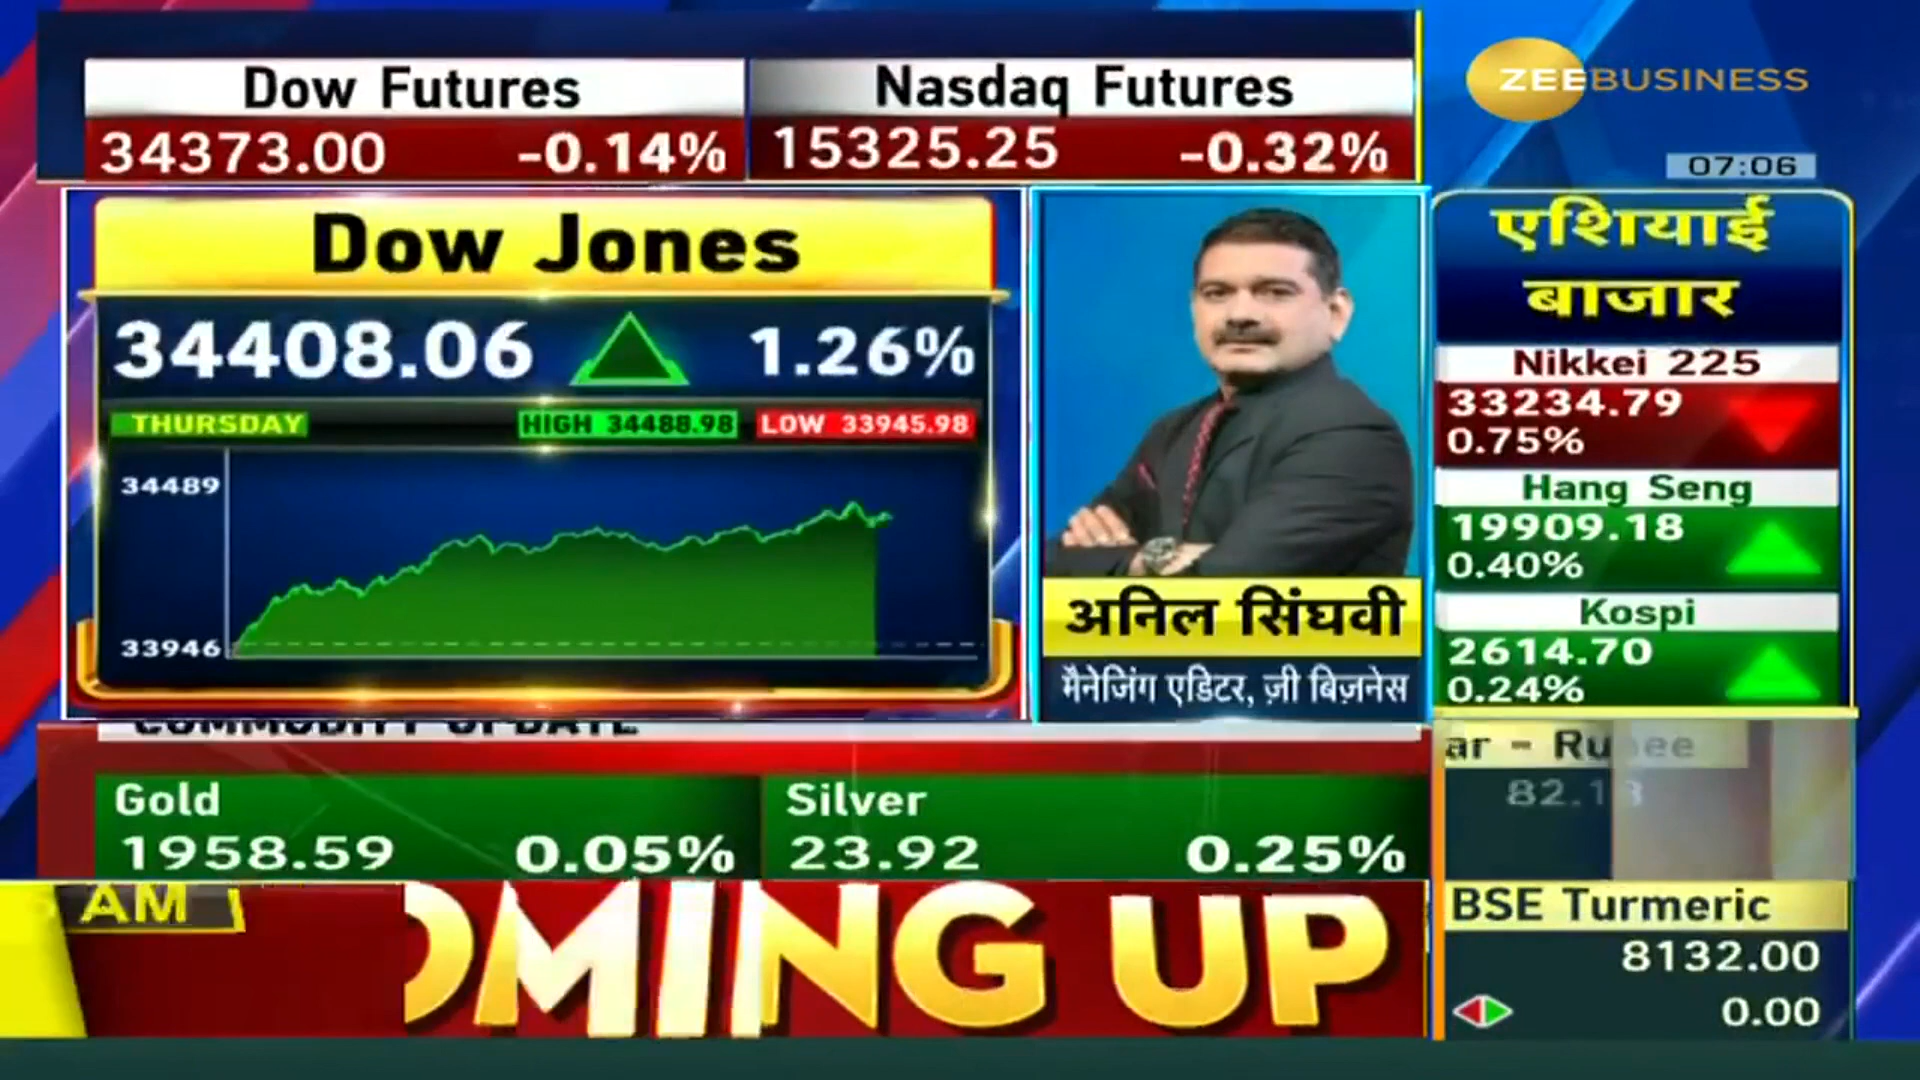 Dow Futures
34373.00 -0.14%
Nasdaq Futures
15325.25 -0.32%
ZEEBUSINESS
07:06
Dow Jones
34408.06 1.26%
THURSDAY HIGH 34488.98 LOW 33945.98
34489
33946
अनिल सिंघवी
मैनेजिंग एडिटर, ज़ी बिज़नेस
एशियाई
बाजार
Nikkei 225
33234.79
0.75%
Hang Seng
19909.18
0.40%
Kospi
2614.70
0.24%
COMMODITY UPDATE
Gold
1958.59 0.05%
Silver
23.92 0.25%
AM
OMING UP
BSE Turmeric
8132.00
0.00